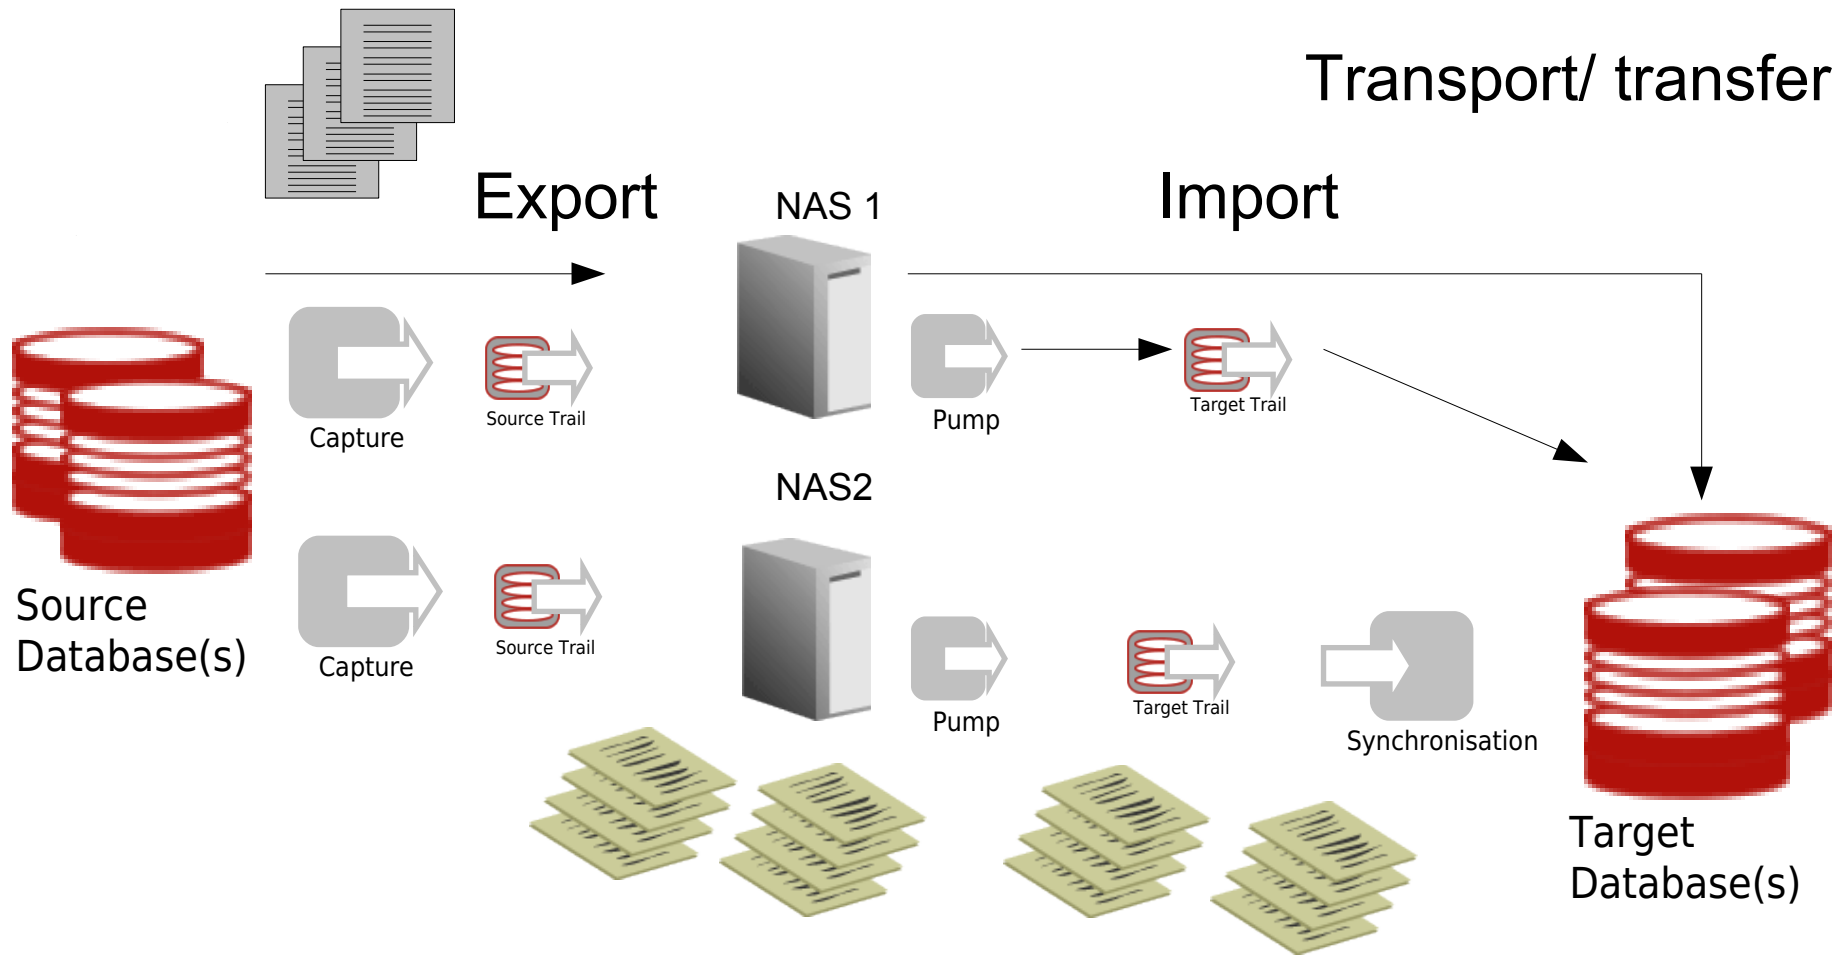 Transport/ transfer
Export
NAS 1
Import
Capture
Source Trail
Pump
Target Trail
NAS2
Source
Database(s)
Capture
Source Trail
Pump
Target Trail
Synchronisation
Target
Database(s)